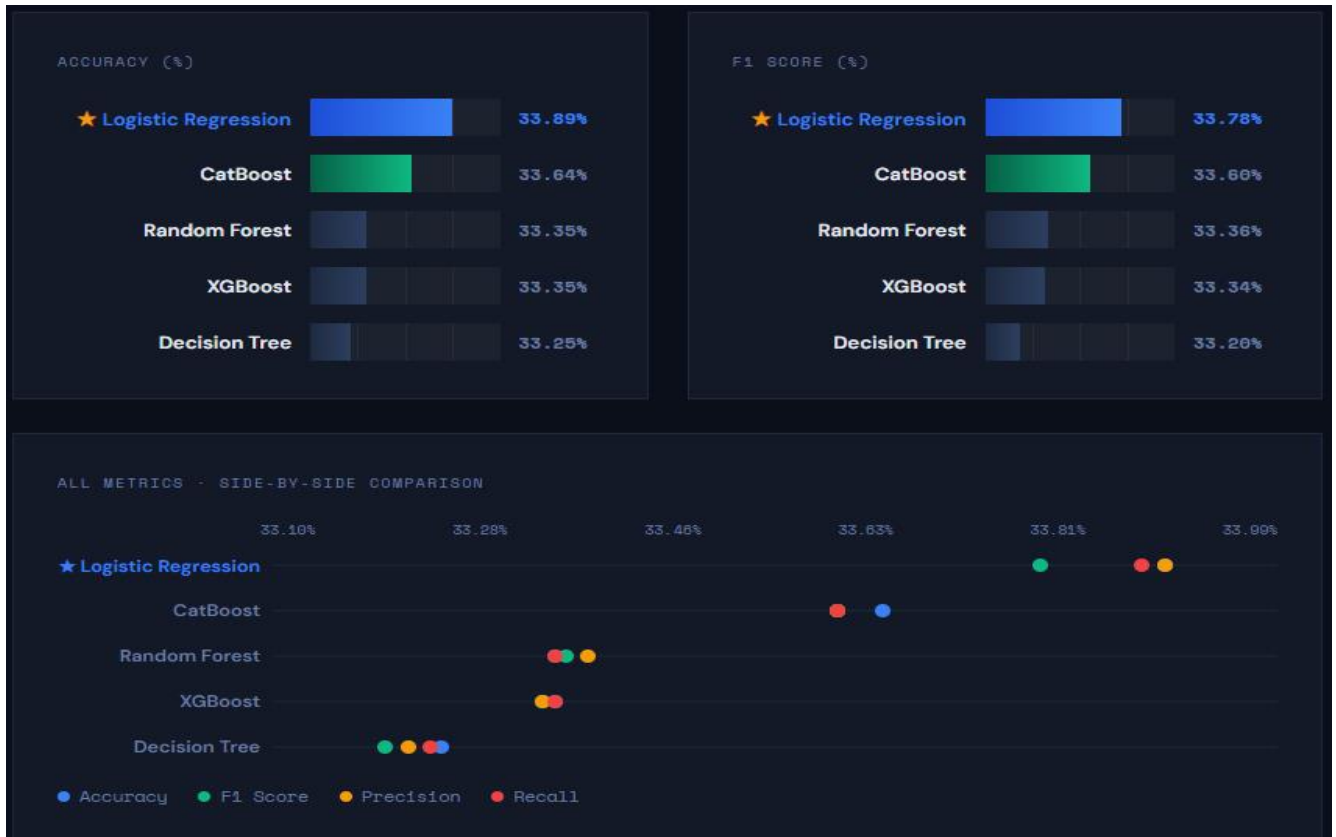 ACCURACY (%)
★ Logistic Regression 33.89%
CatBoost 33.64%
Random Forest 33.35%
XGBoost 33.35%
Decision Tree 33.25%
F1 SCORE (%)
★ Logistic Regression 33.78%
CatBoost 33.60%
Random Forest 33.36%
XGBoost 33.34%
Decision Tree 33.20%
ALL METRICS · SIDE-BY-SIDE COMPARISON
33.10% 33.28% 33.46% 33.63% 33.81% 33.99%
★ Logistic Regression
CatBoost
Random Forest
XGBoost
Decision Tree
Accuracy F1 Score Precision Recall